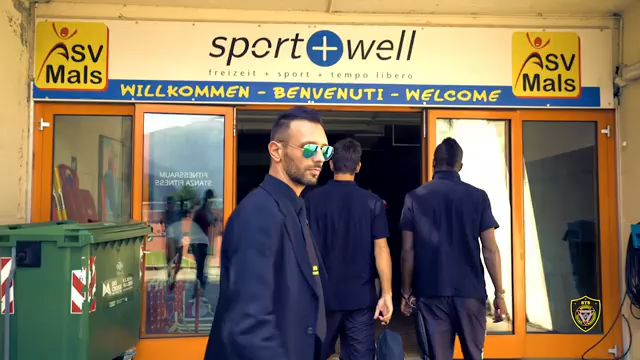 ASV
Mals
sport+well
freizeit + sport + tempo libero
ASV
Mals
WILLKOMMEN - BENVENUTI - WELCOME
FITNESSRAUM
STANZA FITNESS